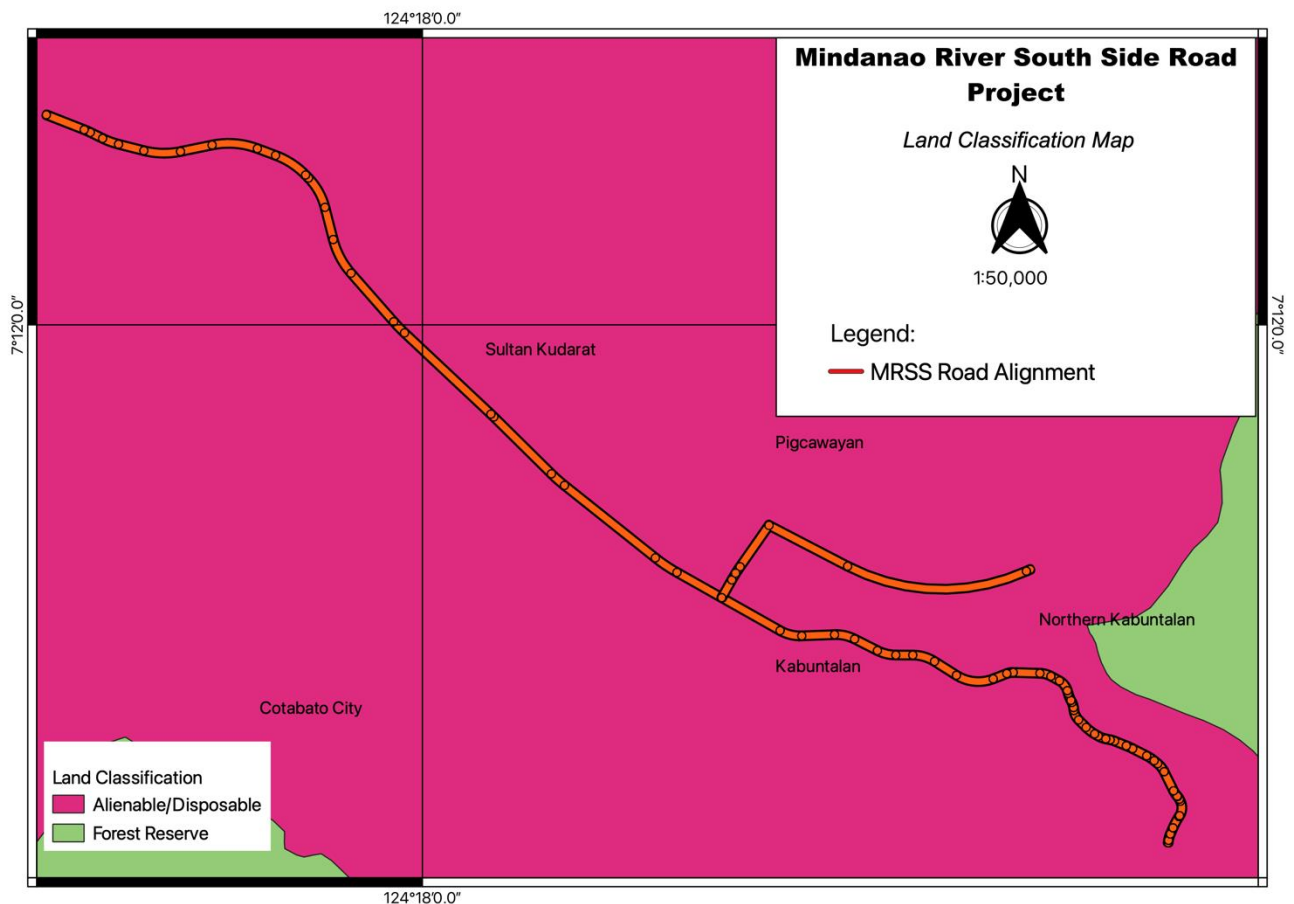 124°18'0.0"
Mindanao River South Side Road
Project
Land Classification Map
N
1:50,000
7°12'0.0"
7°12'0.0"
Legend:
MRSS Road Alignment
Sultan Kudarat
Pigcawayan
Northern Kabuntalan
Kabuntalan
Cotabato City
Land Classification
Alienable/Disposable
Forest Reserve
124°18'0.0"